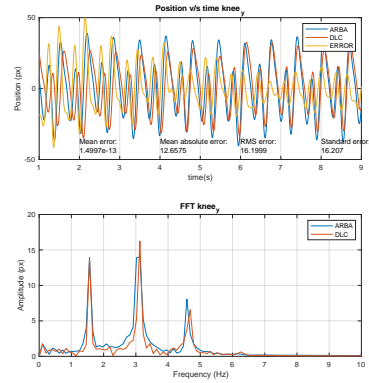 Position v/s time knee_y
ARBA
DLC
ERROR
Position (px)
50
0
-50
Mean error:
1.4997e-13
Mean absolute error:
12.6575
RMS error:
16.1999
Standard error
16.207
1 2 3 4 5 6 7 8 9
time(s)
FFT knee_y
ARBA
DLC
Amplitude (px)
20
15
10
5
0
0 1 2 3 4 5 6 7 8 9 10
Frequency (Hz)